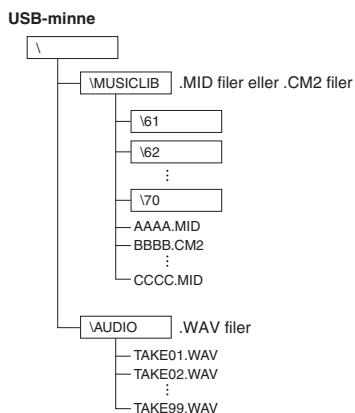 USB-minne
\
\MUSICLIB .MID filer eller .CM2 filer
\61
\62
⋮
\70
AAAA.MID
BBBB.CM2
⋮
CCCC.MID
\AUDIO .WAV filer
TAKE01.WAV
TAKE02.WAV
⋮
TAKE99.WAV